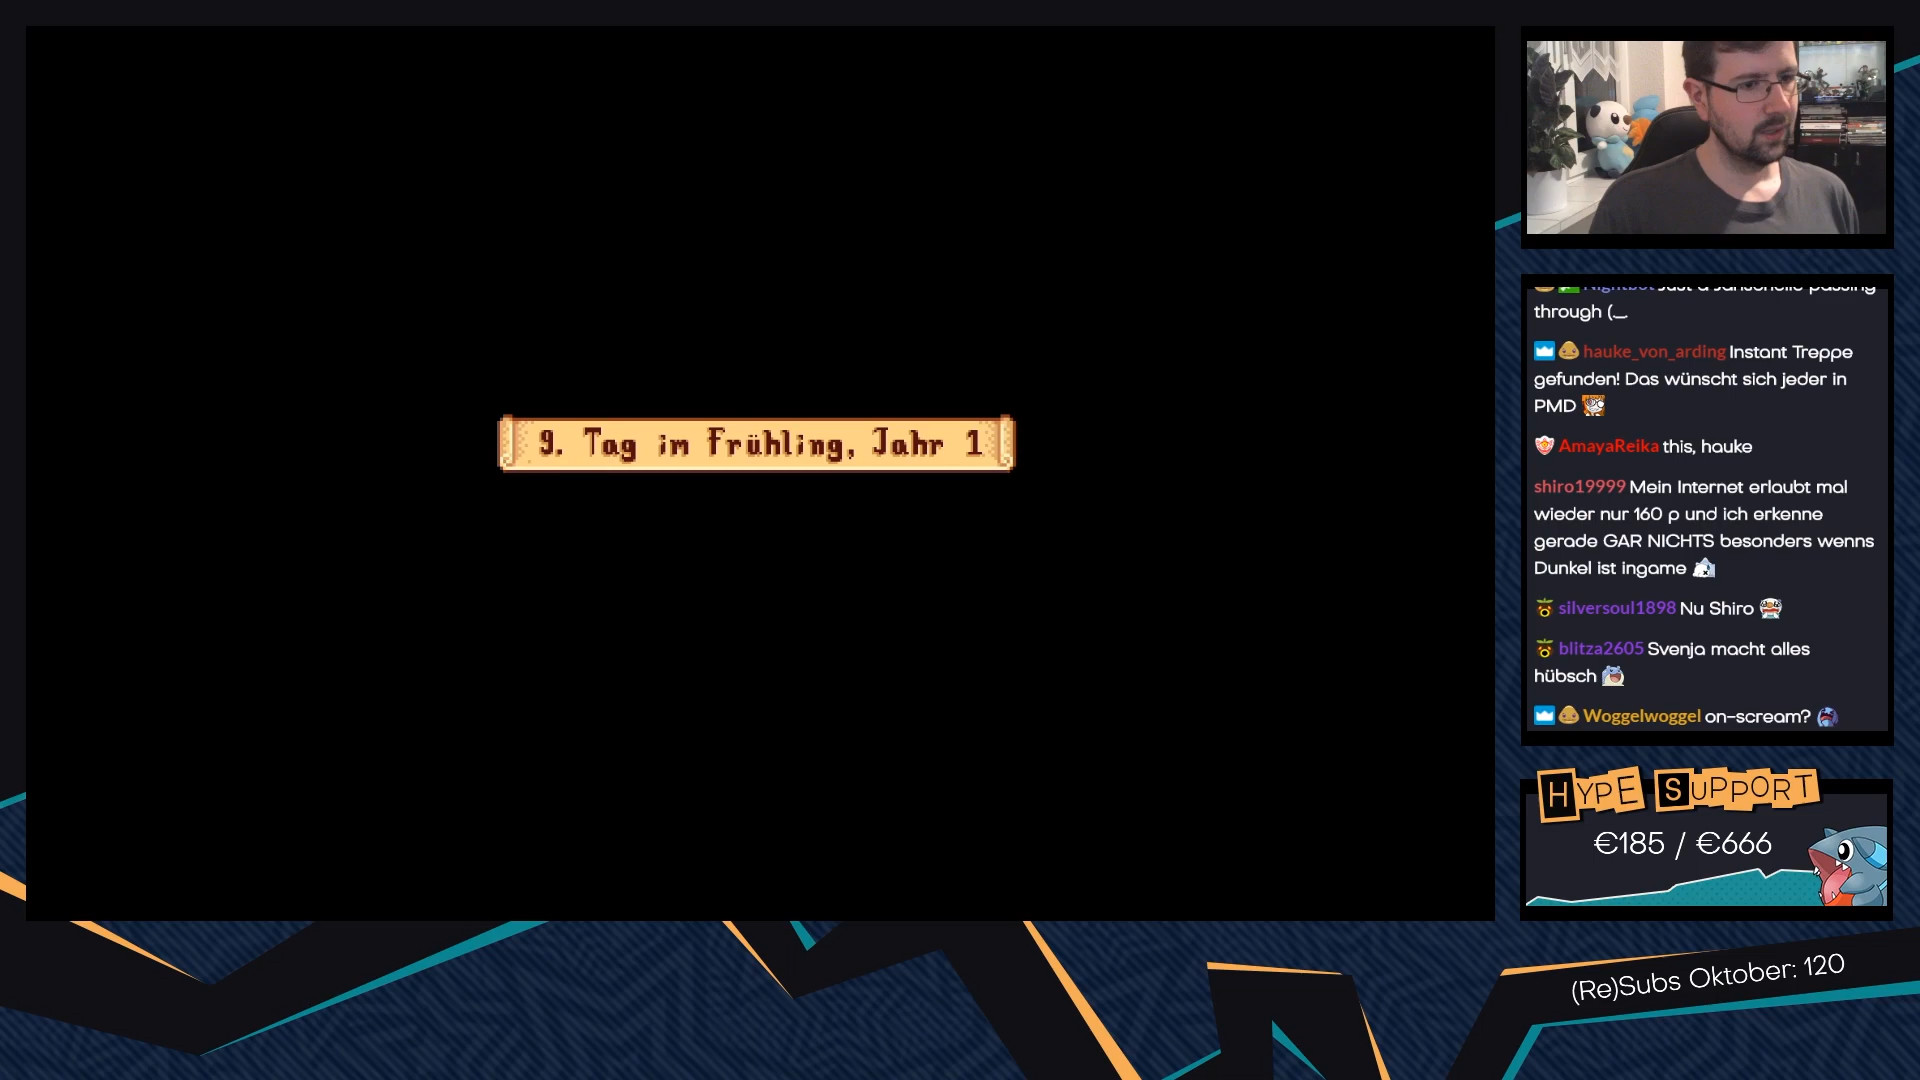 9. Tag im Frühling, Jahr 1
through (._.
hauke_von_arding Instant Treppe
gefunden! Das wünscht sich jeder in
PMD
AmayaReika this, hauke
shiro19999 Mein Internet erlaubt mal
wieder nur 160 p und ich erkenne
gerade GAR NICHTS besonders wenns
Dunkel ist ingame
silversoul1898 Nu Shiro
blitza2605 Svenja macht alles
hübsch
Woggelwoggel on-scream?
HYPE SUPPORT
€185 / €666
(Re)Subs Oktober: 120